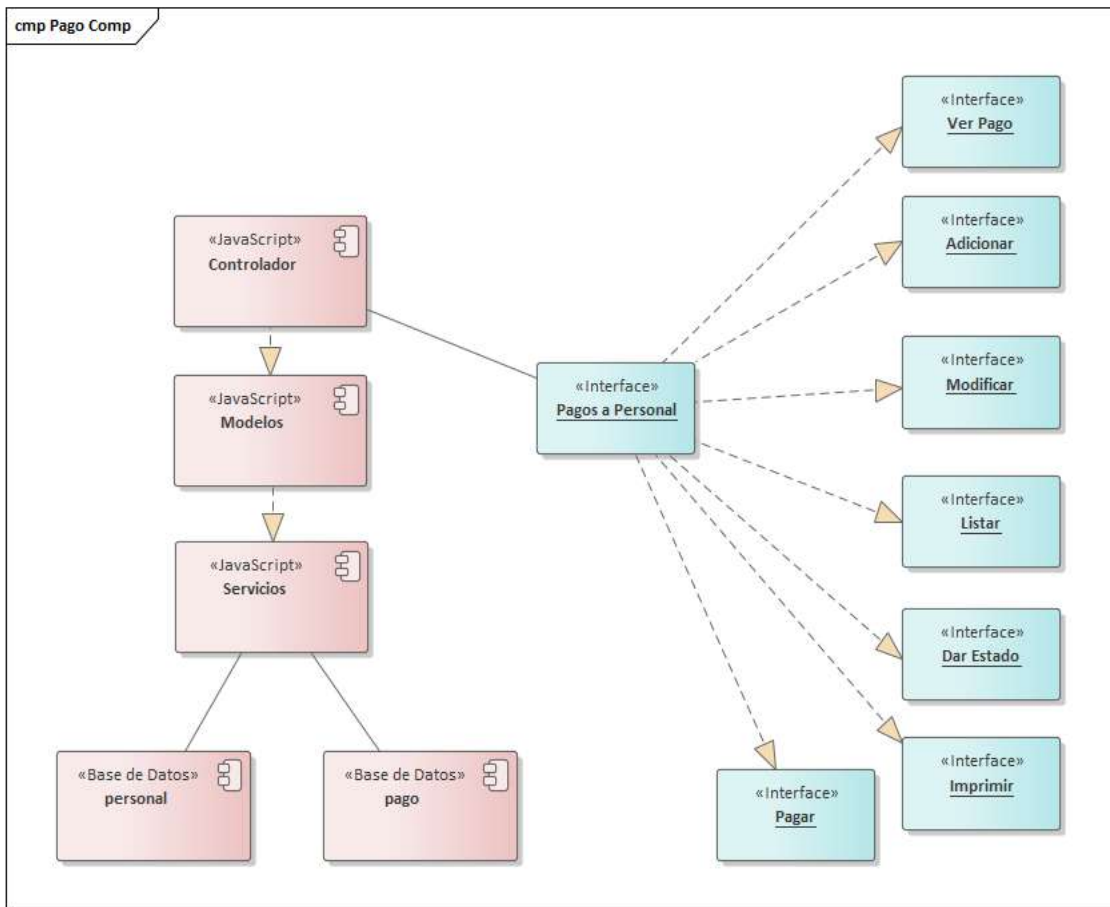 cmp Pago Comp
«Interface»
Ver Pago
«Interface»
Adicionar
«JavaScript»
Controlador
«Interface»
Modificar
«JavaScript»
Modelos
«Interface»
Pagos a Personal
«Interface»
Listar
«JavaScript»
Servicios
«Interface»
Dar Estado
«Base de Datos»
personal
«Base de Datos»
pago
«Interface»
Pagar
«Interface»
Imprimir